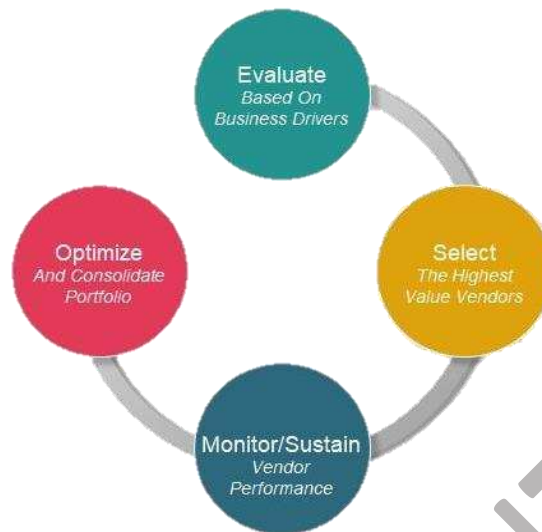 Evaluate
Based On
Business Drivers
Select
The Highest
Value Vendors
Monitor/Sustain
Vendor
Performance
Optimize
And Consolidate
Portfolio